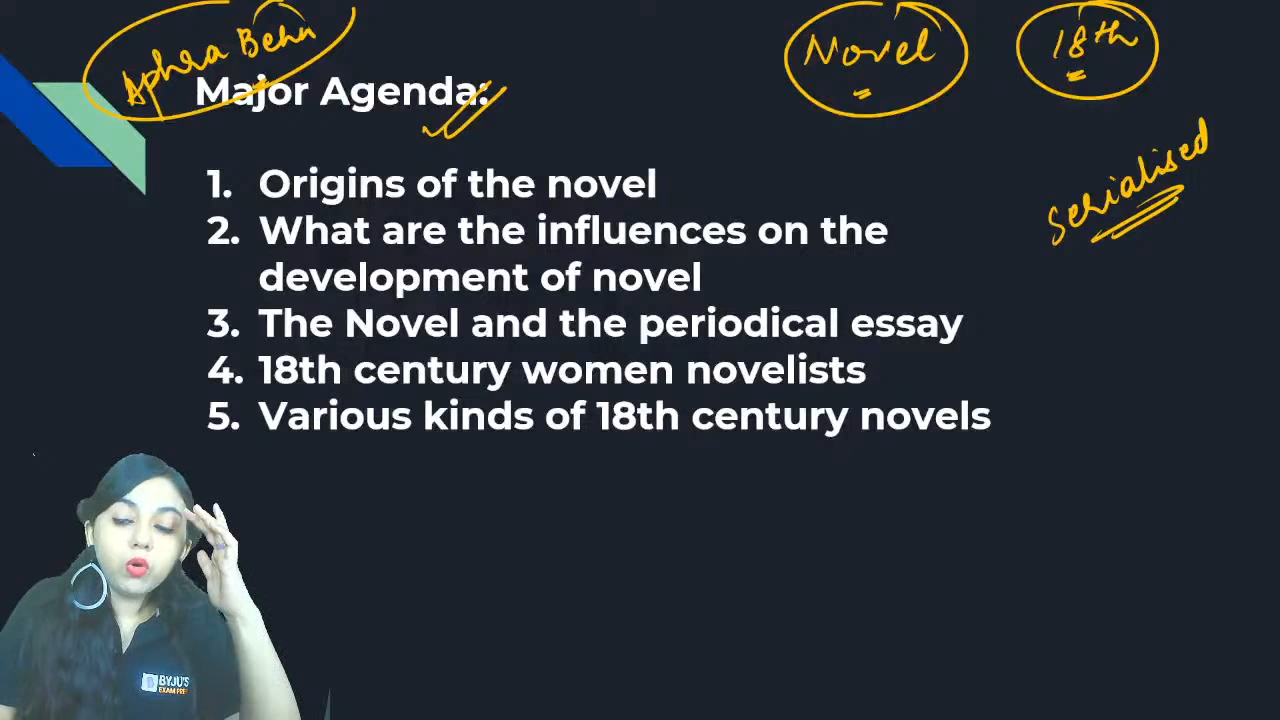 Aphra Behn
Novel
18th
Major Agenda:
serialised
1. Origins of the novel
2. What are the influences on the
development of novel
3. The Novel and the periodical essay
4. 18th century women novelists
5. Various kinds of 18th century novels
BYJU'S
EXAM PREP